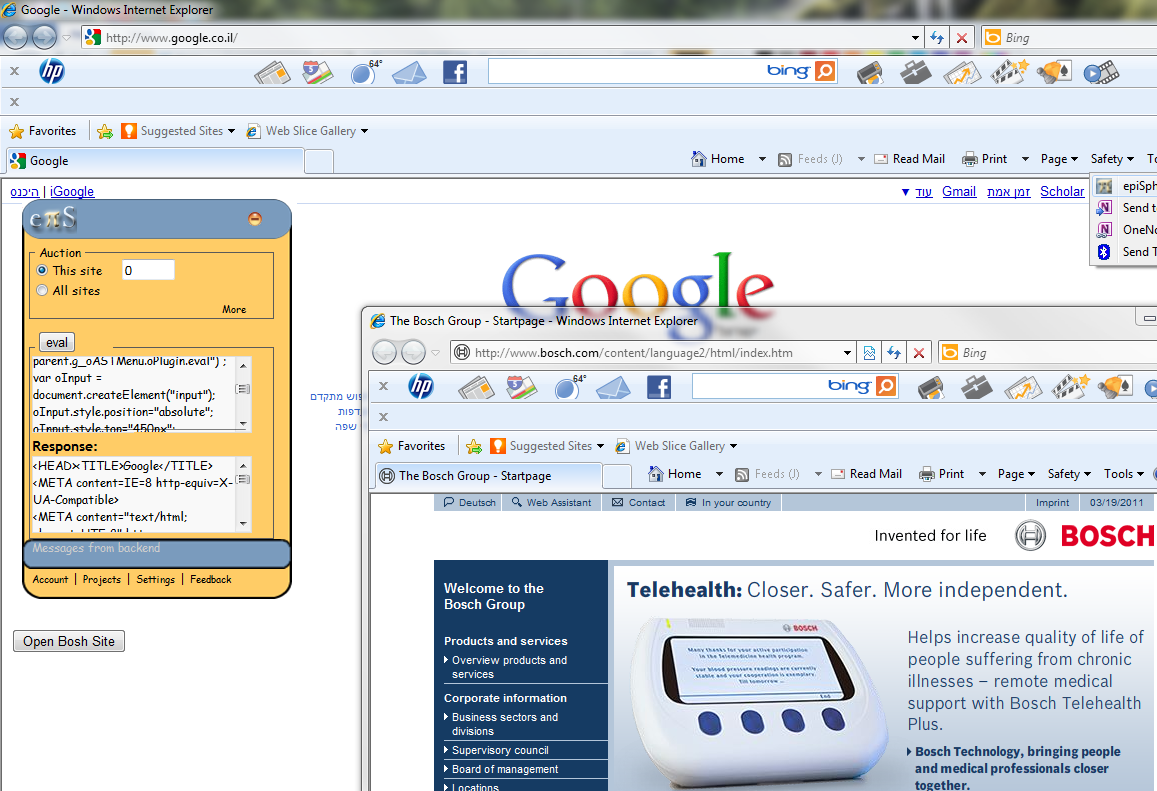 Google - Windows Internet Explorer
http://www.google.co.il/
Bing
x hp 5 64° f bing
x
Favorites Suggested Sites Web Slice Gallery
Google
Home Feeds (J) Read Mail Print Page Safety
היכנס | iGoogle
עוד Gmail זמן אמת Scholar
epiSph
Send
OneNo
Send T
eπS
Auction
This site 0
All sites
More
eval
parent.g_oASTMenu.oPlugin.eval") ;
var oInput =
document.createElement("input");
oInput.style.position="absolute";
oInput.style.top="450px";
Response:
<HEAD><TITLE>Google</TITLE>
<META content=IE=8 http-equiv=X-
UA-Compatible>
<META content="text/html;
Messages from backend
Account | Projects | Settings | Feedback
Open Bosh Site
Google
מתקדם
שפה
The Bosch Group - Startpage - Windows Internet Explorer
http://www.bosch.com/content/language2/html/index.htm
Bing
x hp 5 64° f bing
x
Favorites Suggested Sites Web Slice Gallery
The Bosch Group - Startpage
Home Feeds (J) Read Mail Print Page Safety Tools
Deutsch Web Assistant Contact In your country Imprint 03/19/2011
Invented for life BOSCH
Welcome to the
Bosch Group
Products and services
Overview products and
services
Corporate information
Business sectors and
divisions
Supervisory council
Board of management
Locations
Telehealth: Closer. Safer. More independent.
BOSCH
Many thanks for your active participation
in the Telemedicine health program.
Your blood pressure readings are currently
stable and your cooperation is exemplary.
Till tomorrow ...
End
Helps increase quality of life of
people suffering from chronic
illnesses – remote medical
support with Bosch Telehealth
Plus.
Bosch Technology, bringing people
and medical professionals closer
together.